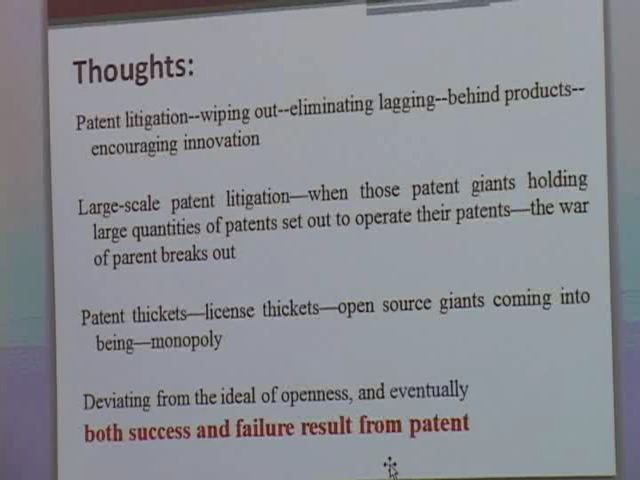 Thoughts:
Patent litigation--wiping out--eliminating lagging--behind products--
encouraging innovation
Large-scale patent litigation—when those patent giants holding
large quantities of patents set out to operate their patents—the war
of parent breaks out
Patent thickets—license thickets—open source giants coming into
being—monopoly
Deviating from the ideal of openness, and eventually
both success and failure result from patent